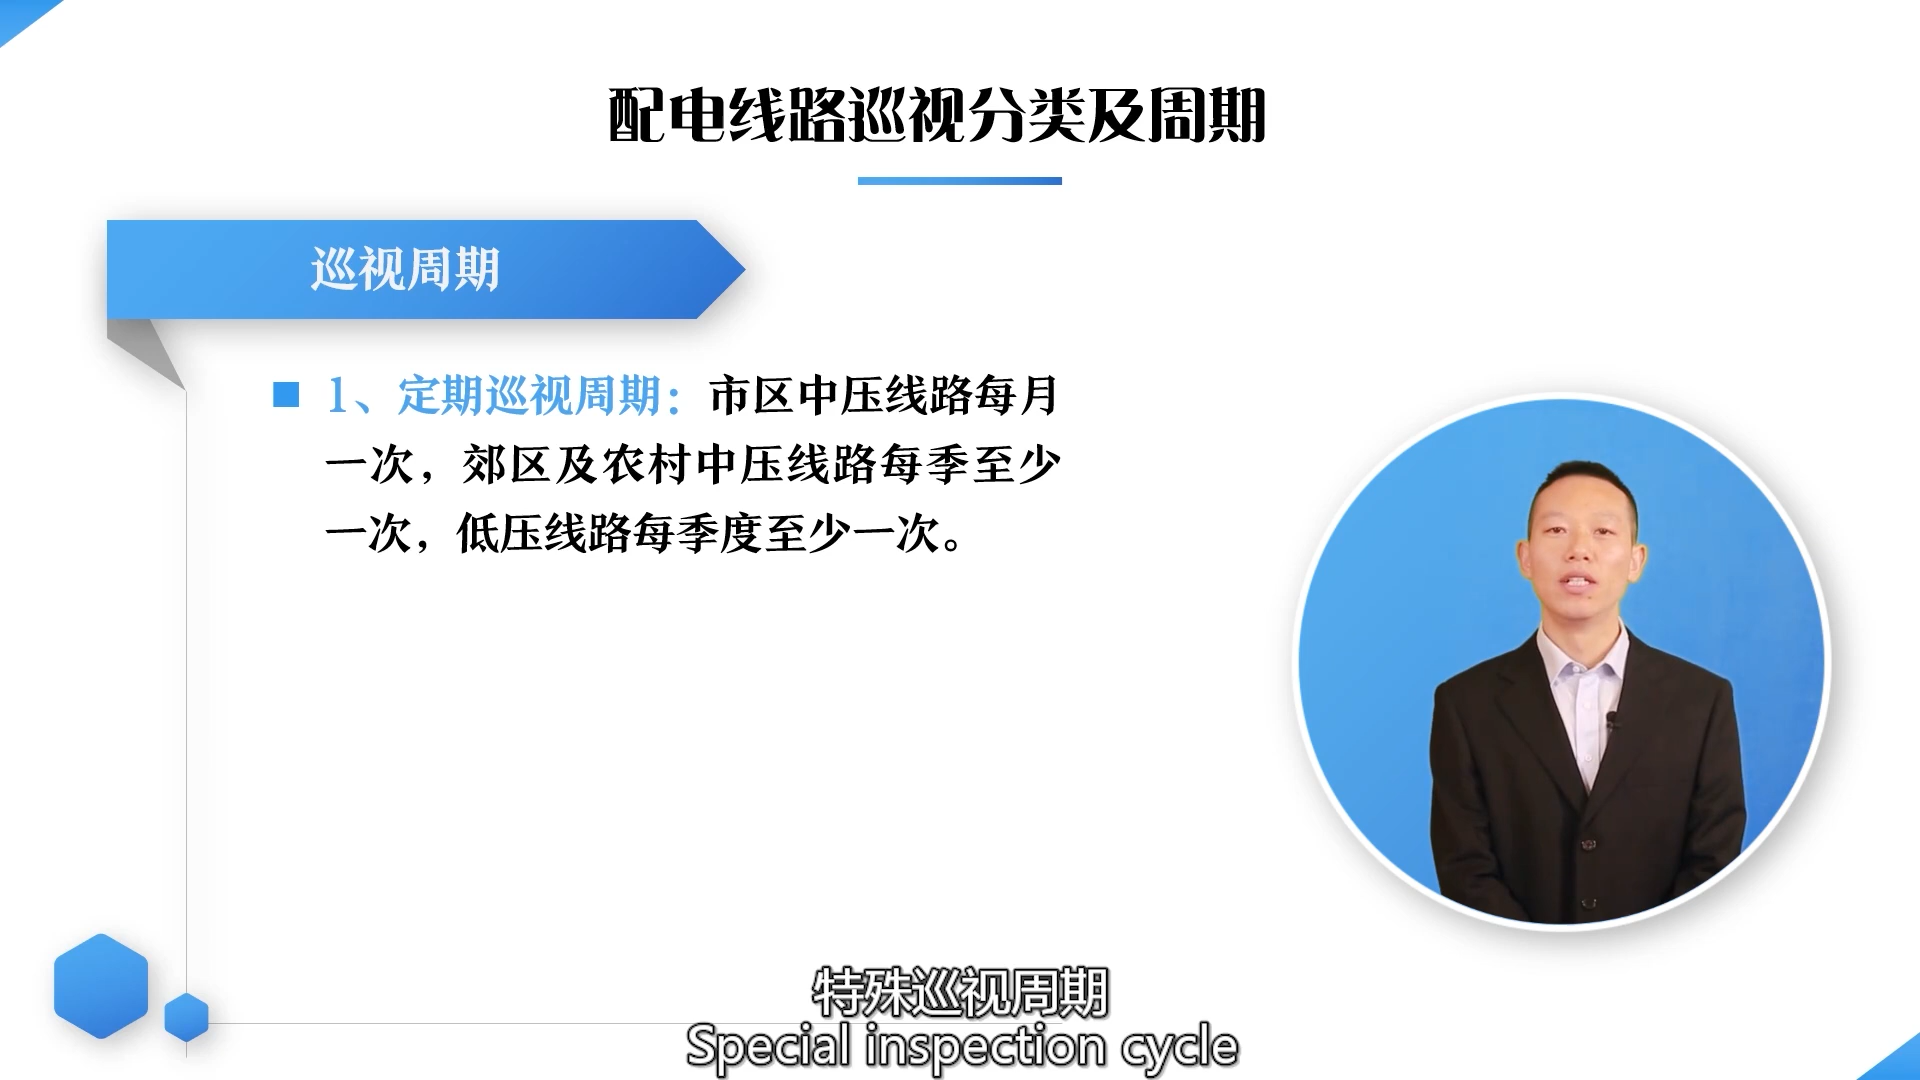 配电线路巡视分类及周期
巡视周期
1、定期巡视周期：市区中压线路每月
一次，郊区及农村中压线路每季至少
一次，低压线路每季度至少一次。
特殊巡视周期
Special inspection cycle